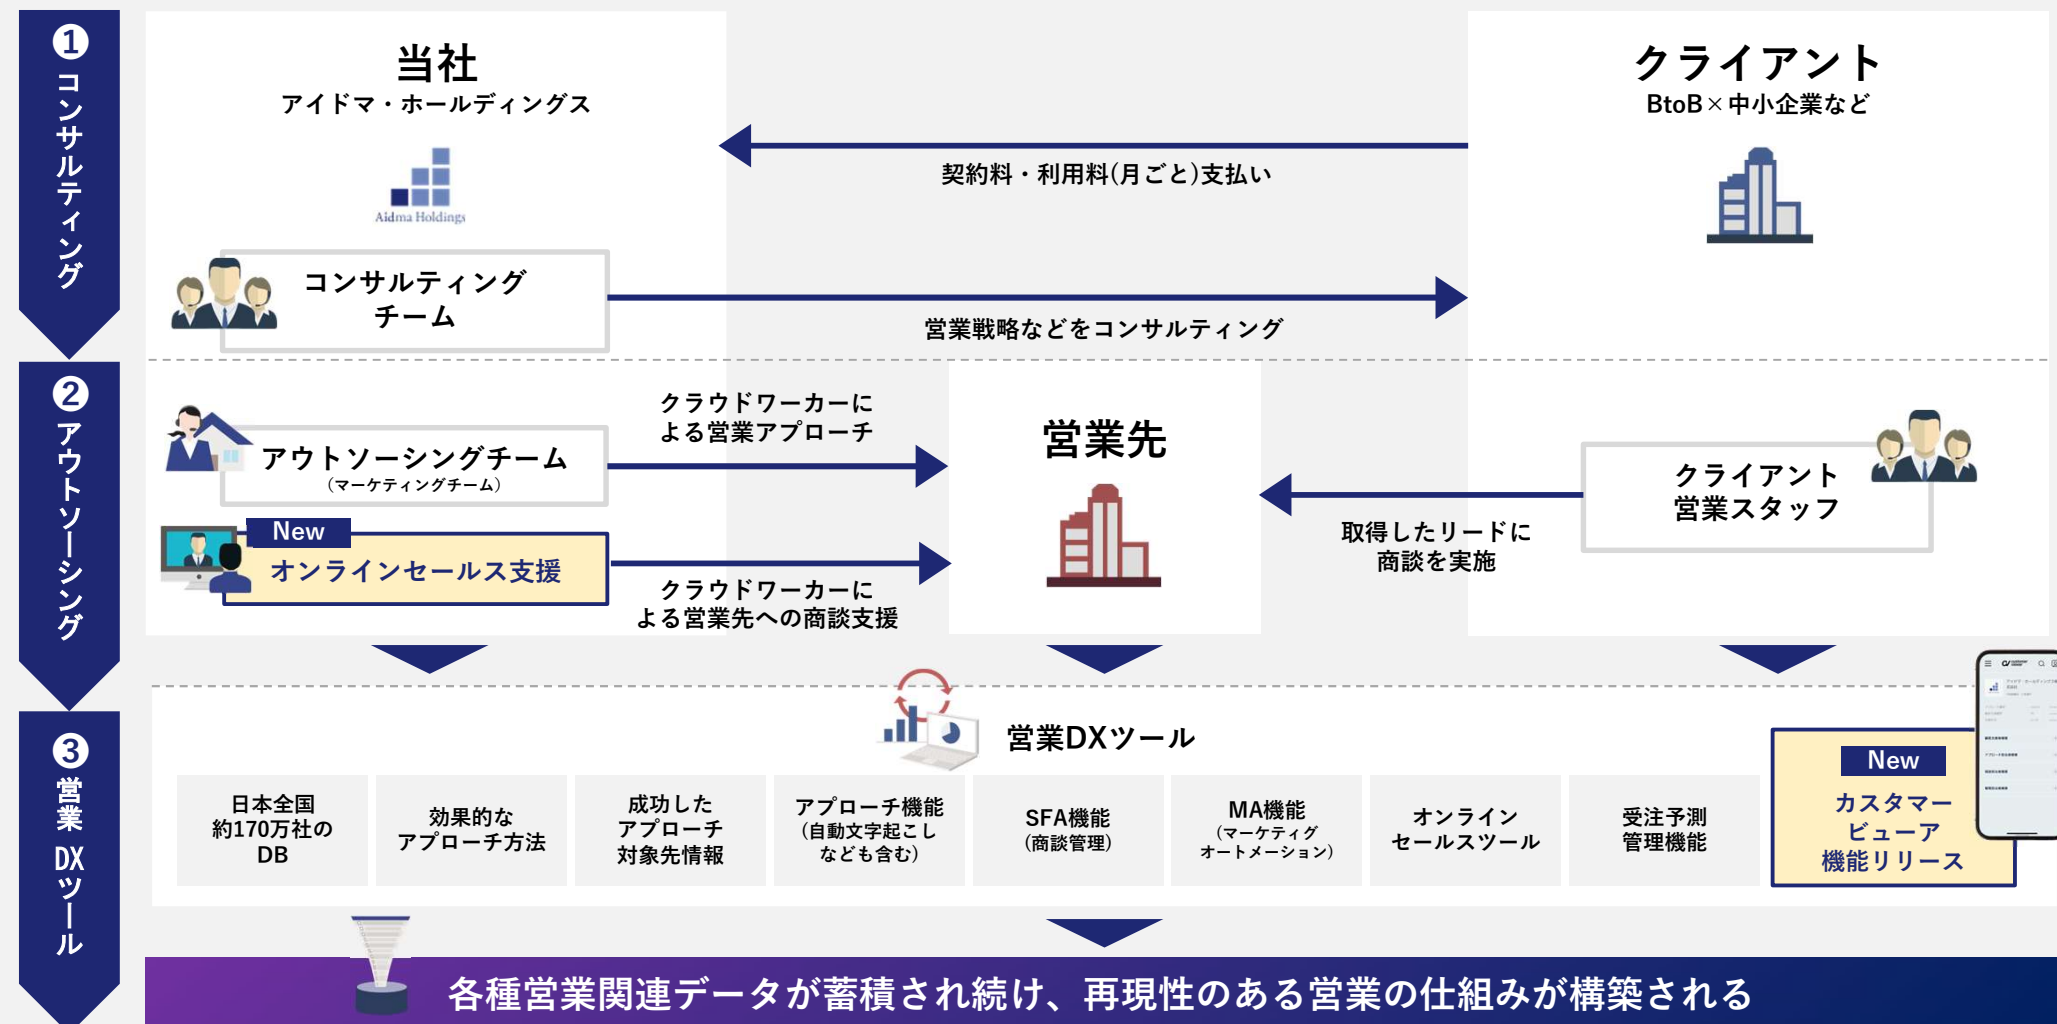 ❶コンサルティング
当社
アイドマ・ホールディングス
Aidma Holdings
クライアント
BtoB×中小企業など
契約料・利用料(月ごと)支払い
コンサルティング
チーム
営業戦略などをコンサルティング
❷アウトソーシング
アウトソーシングチーム
（マーケティングチーム）
クラウドワーカーに
よる営業アプローチ
New
オンラインセールス支援
クラウドワーカーに
よる営業先への商談支援
営業先
取得したリードに
商談を実施
クライアント
営業スタッフ
❸営業DXツール
営業DXツール
日本全国
約170万社の
DB
効果的な
アプローチ方法
成功した
アプローチ
対象先情報
アプローチ機能
(自動文字起こし
なども含む)
SFA機能
(商談管理)
MA機能
(マーケティグ
オートメーション)
オンライン
セールスツール
受注予測
管理機能
New
カスタマー
ビューア
機能リリース
各種営業関連データが蓄積され続け、再現性のある営業の仕組みが構築される